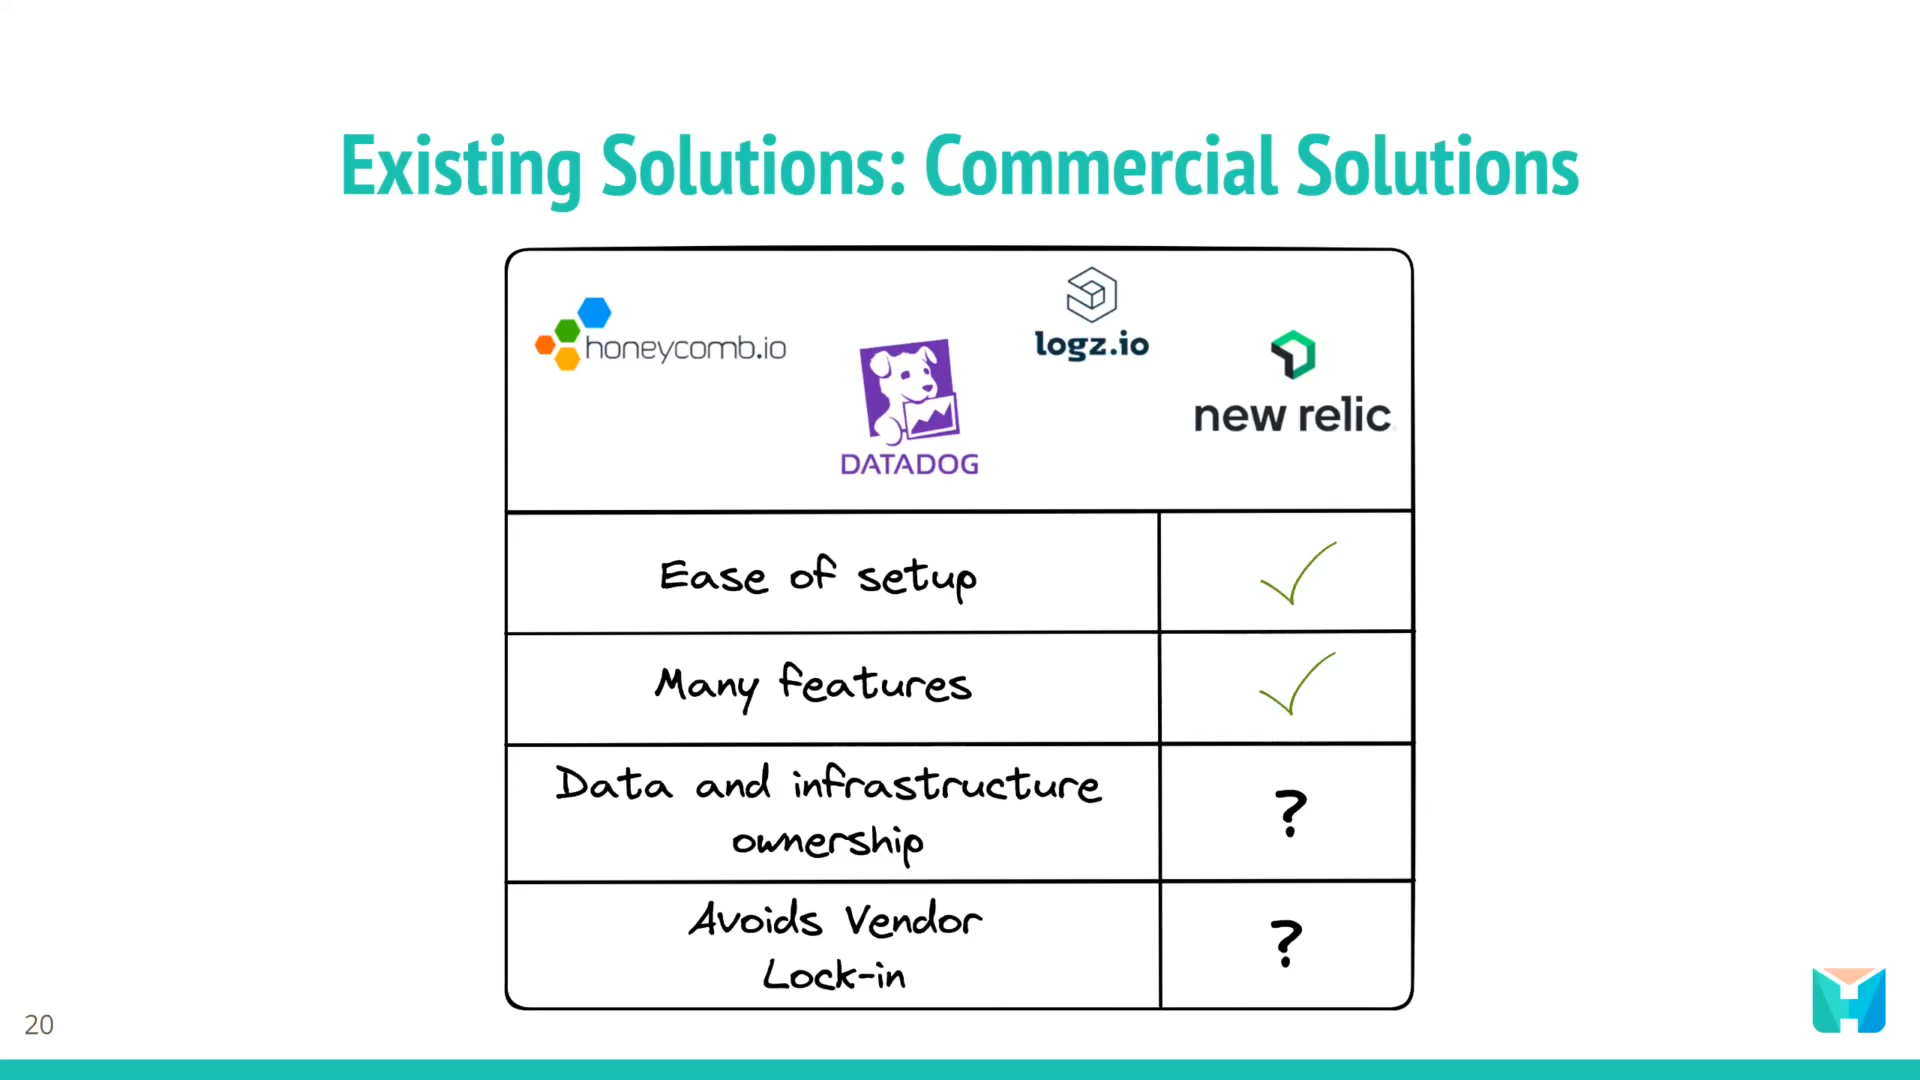 Existing Solutions: Commercial Solutions
honeycomb.io
DATADOG
logz.io
new relic
Ease of setup ✓
Many features ✓
Data and infrastructure
ownership
?
Avoids Vendor
Lock-in
?
20